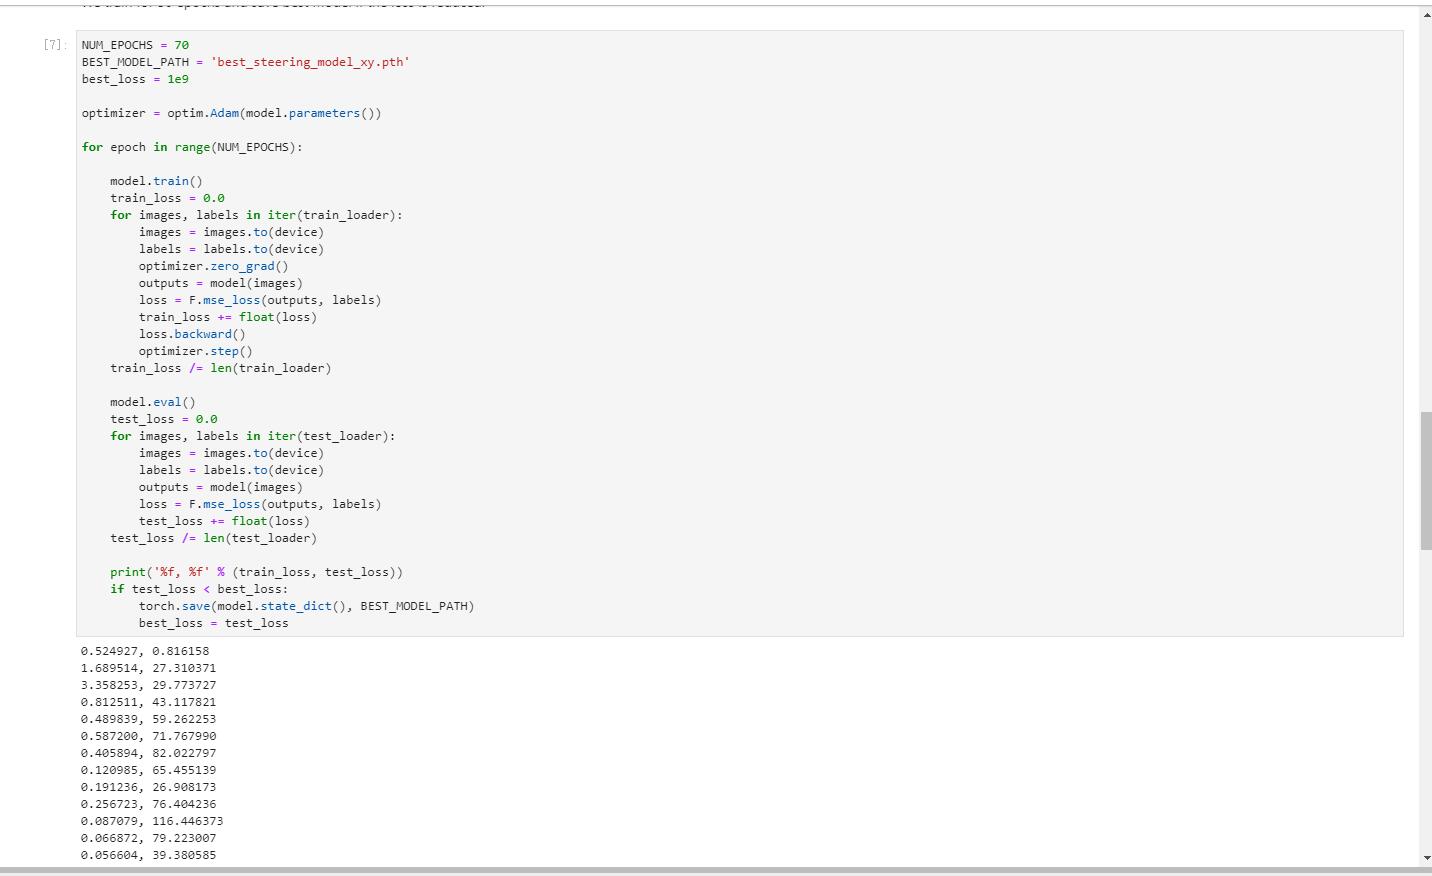 [7]:
NUM_EPOCHS = 70
BEST_MODEL_PATH = 'best_steering_model_xy.pth'
best_loss = 1e9

optimizer = optim.Adam(model.parameters())

for epoch in range(NUM_EPOCHS):

    model.train()
    train_loss = 0.0
    for images, labels in iter(train_loader):
        images = images.to(device)
        labels = labels.to(device)
        optimizer.zero_grad()
        outputs = model(images)
        loss = F.mse_loss(outputs, labels)
        train_loss += float(loss)
        loss.backward()
        optimizer.step()
    train_loss /= len(train_loader)

    model.eval()
    test_loss = 0.0
    for images, labels in iter(test_loader):
        images = images.to(device)
        labels = labels.to(device)
        outputs = model(images)
        loss = F.mse_loss(outputs, labels)
        test_loss += float(loss)
    test_loss /= len(test_loader)

    print('%f, %f' % (train_loss, test_loss))
    if test_loss < best_loss:
        torch.save(model.state_dict(), BEST_MODEL_PATH)
        best_loss = test_loss
0.524927, 0.816158
1.689514, 27.310371
3.358253, 29.773727
0.812511, 43.117821
0.489839, 59.262253
0.587200, 71.767990
0.405894, 82.022797
0.120985, 65.455139
0.191236, 26.908173
0.256723, 76.404236
0.087079, 116.446373
0.066872, 79.223007
0.056604, 39.380585